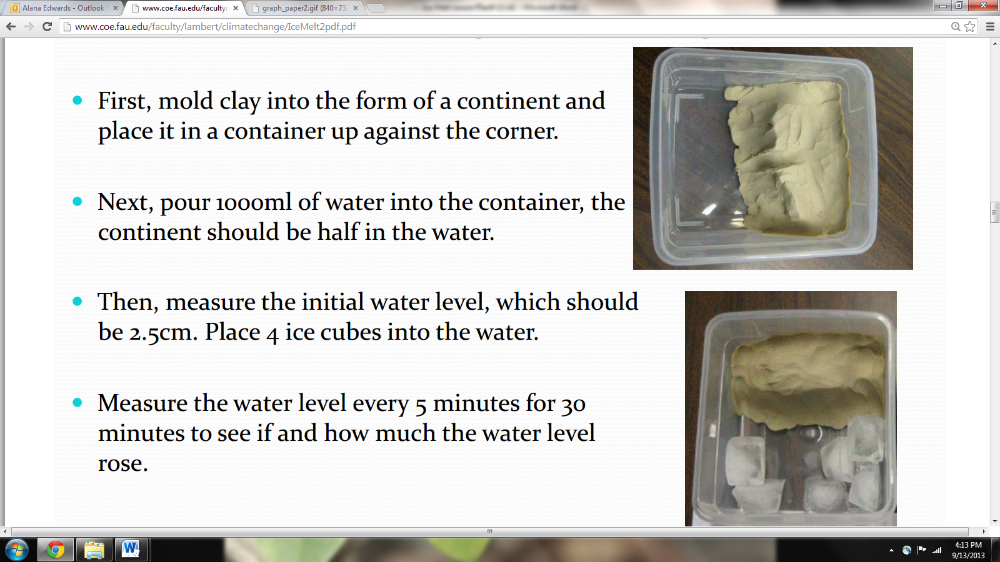 Alana Edwards - Outlook
www.coe.fau.edu/faculty/
graph_paper2.gif (840×73
www.coe.fau.edu/faculty/lambert/climatechange/IceMelt2pdf.pdf
First, mold clay into the form of a continent and
place it in a container up against the corner.
Next, pour 1000ml of water into the container, the
continent should be half in the water.
Then, measure the initial water level, which should
be 2.5cm. Place 4 ice cubes into the water.
Measure the water level every 5 minutes for 30
minutes to see if and how much the water level
rose.
4:13 PM
9/13/2013